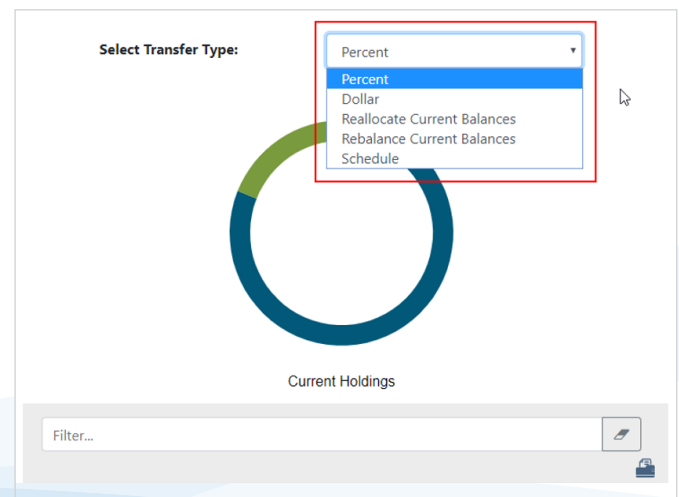 Select Transfer Type:
Percent
Percent
Dollar
Reallocate Current Balances
Rebalance Current Balances
Schedule
Current Holdings
Filter...